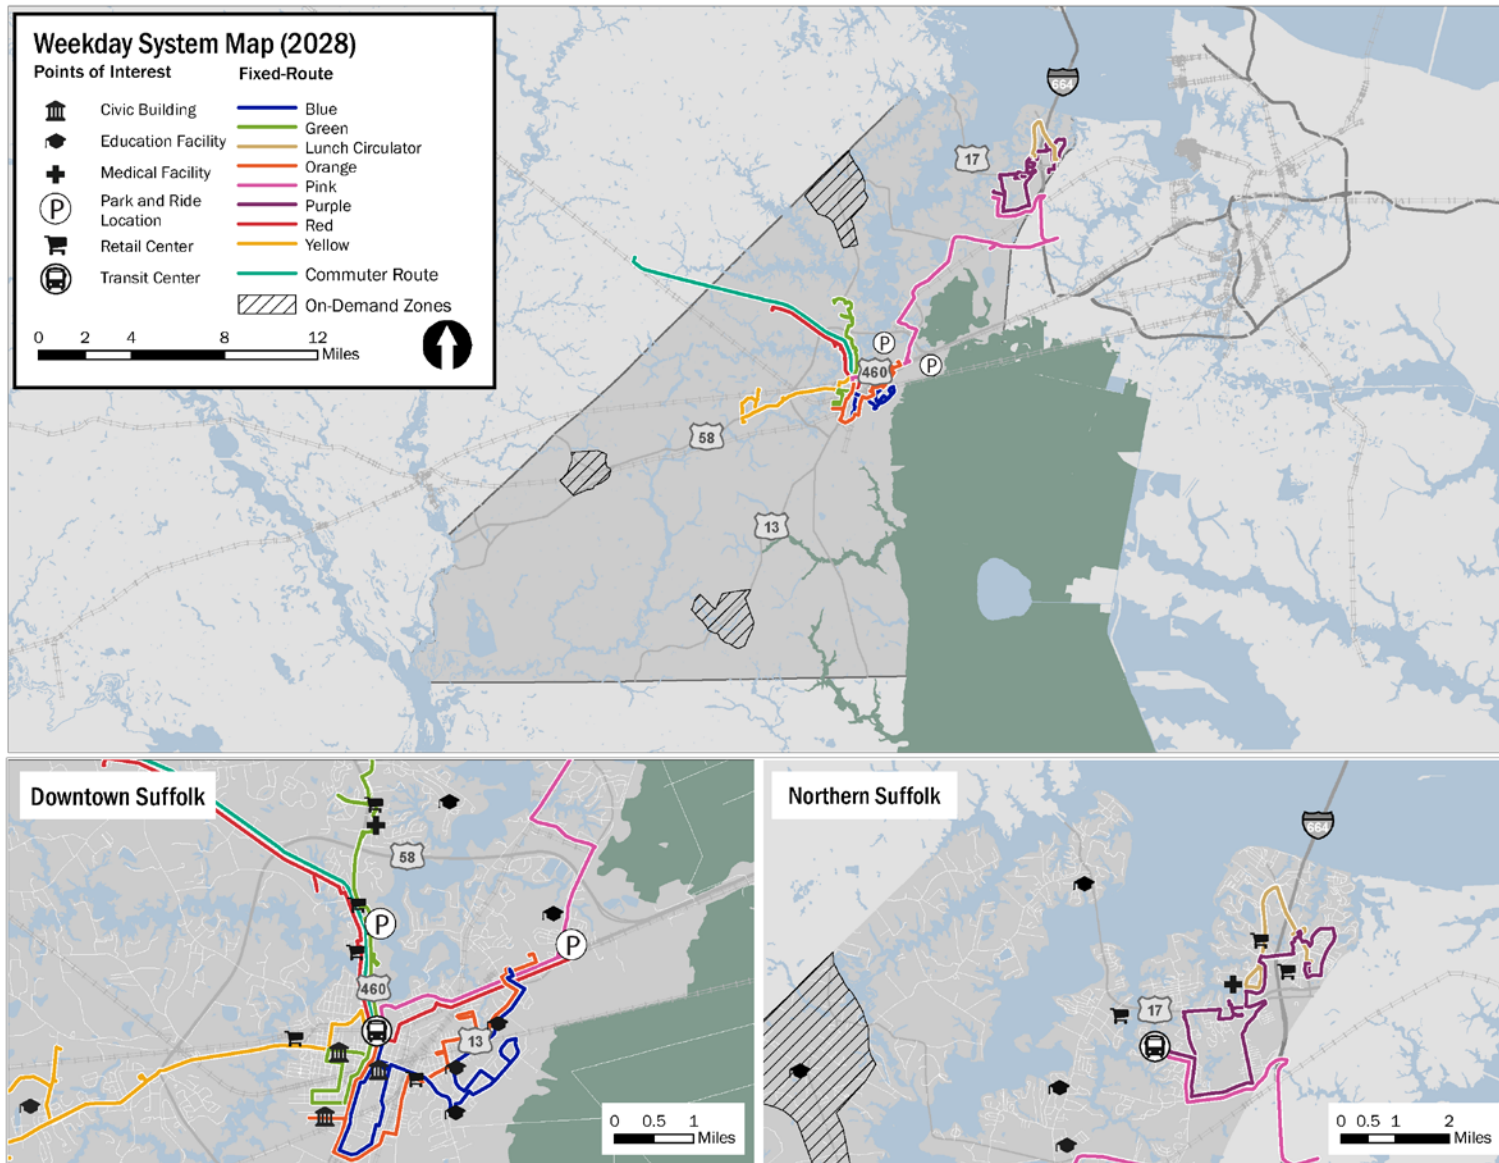 Weekday System Map (2028)
Points of Interest
Civic Building
Education Facility
Medical Facility
Park and Ride
Location
Retail Center
Transit Center
Fixed-Route
Blue
Green
Lunch Circulator
Orange
Pink
Purple
Red
Yellow
Commuter Route
On-Demand Zones
P
0 2 4 8 12
Miles
664
17
P
P
460
58
13
Downtown Suffolk
58
P
P
460
13
0 0.5 1
Miles
Northern Suffolk
664
17
0 0.5 1 2
Miles